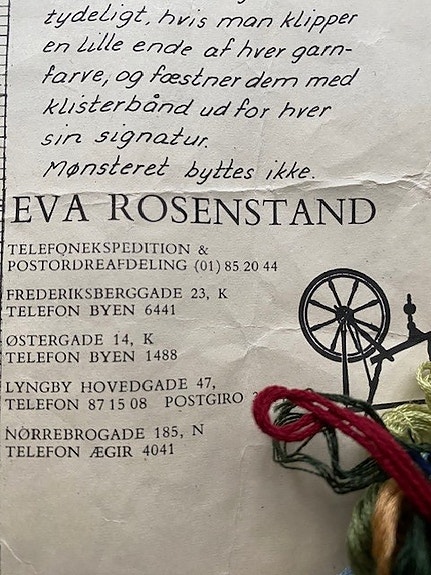 tydeligt, hvis man klipper
en lille ende af hver garn-
farve, og fæstner dem med
klisterbånd ud for hver
sin signatur.
Mønsteret byttes ikke.
EVA ROSENSTAND
TELEFONEKSPEDITION &
POSTORDREAFDELING (01) 85 20 44
FREDERIKSBERGGADE 23, K
TELEFON BYEN 6441
ØSTERGADE 14, K
TELEFON BYEN 1488
LYNGBY HOVEDGADE 47,
TELEFON 87 15 08 POSTGIRO
NØRREBROGADE 185, N
TELEFON ÆGIR 4041